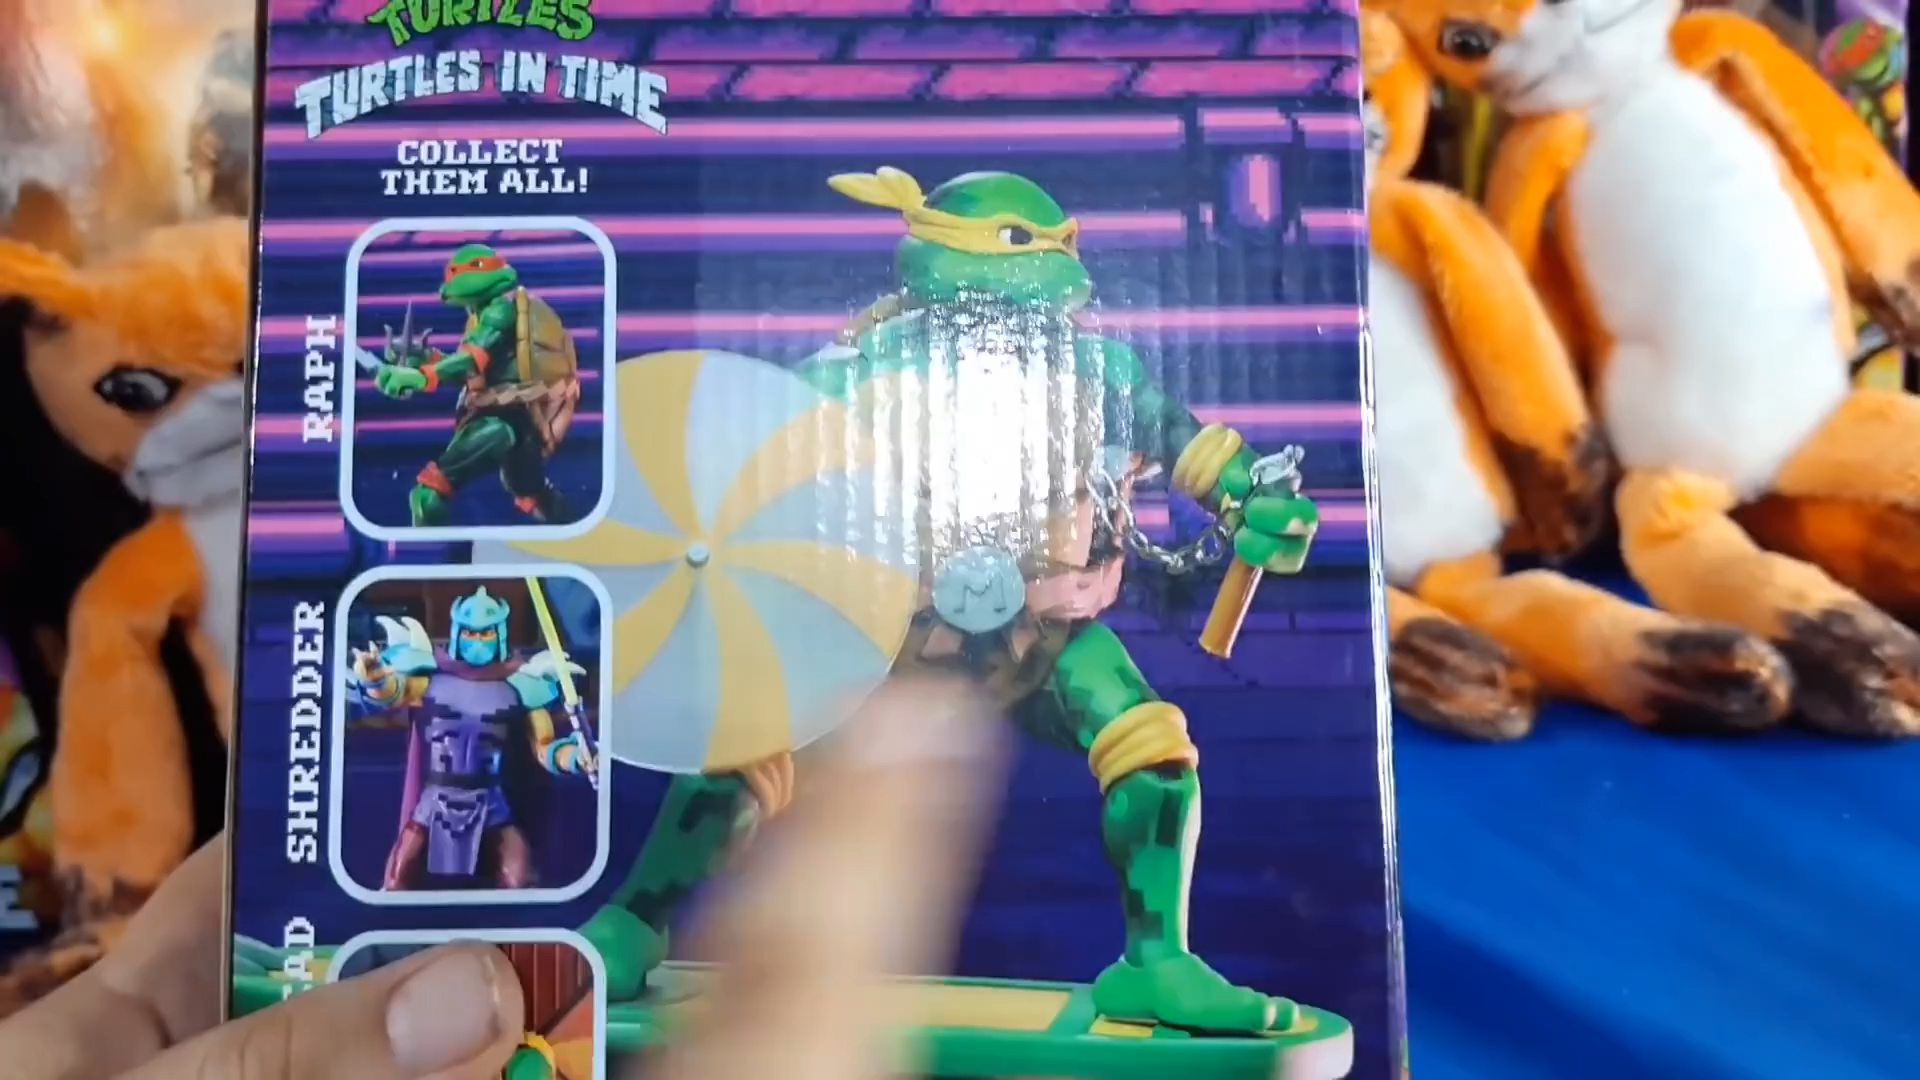 TURTLES
TURTLES IN TIME
COLLECT
THEM ALL!
RAPH
SHREDDER
M